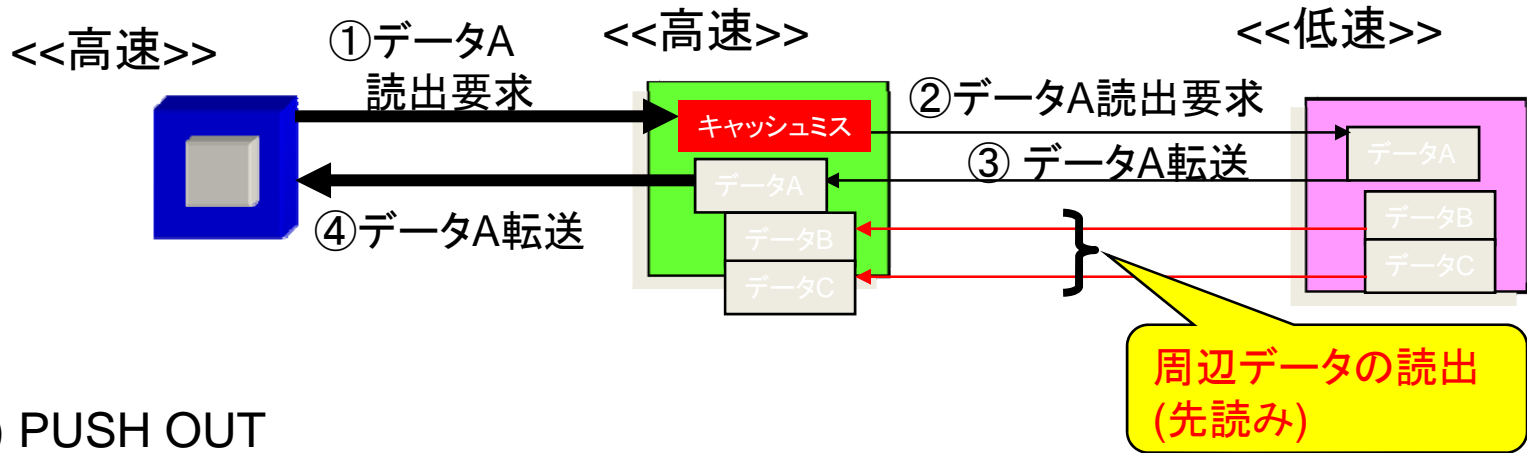 <<高速>>
①データA
読出要求
<<高速>>
<<低速>>
キャッシュミス
②データA読出要求
データA
③ データA転送
データA
④データA転送
データB
データC
データB
データC
周辺データの読出
(先読み)
) PUSH OUT